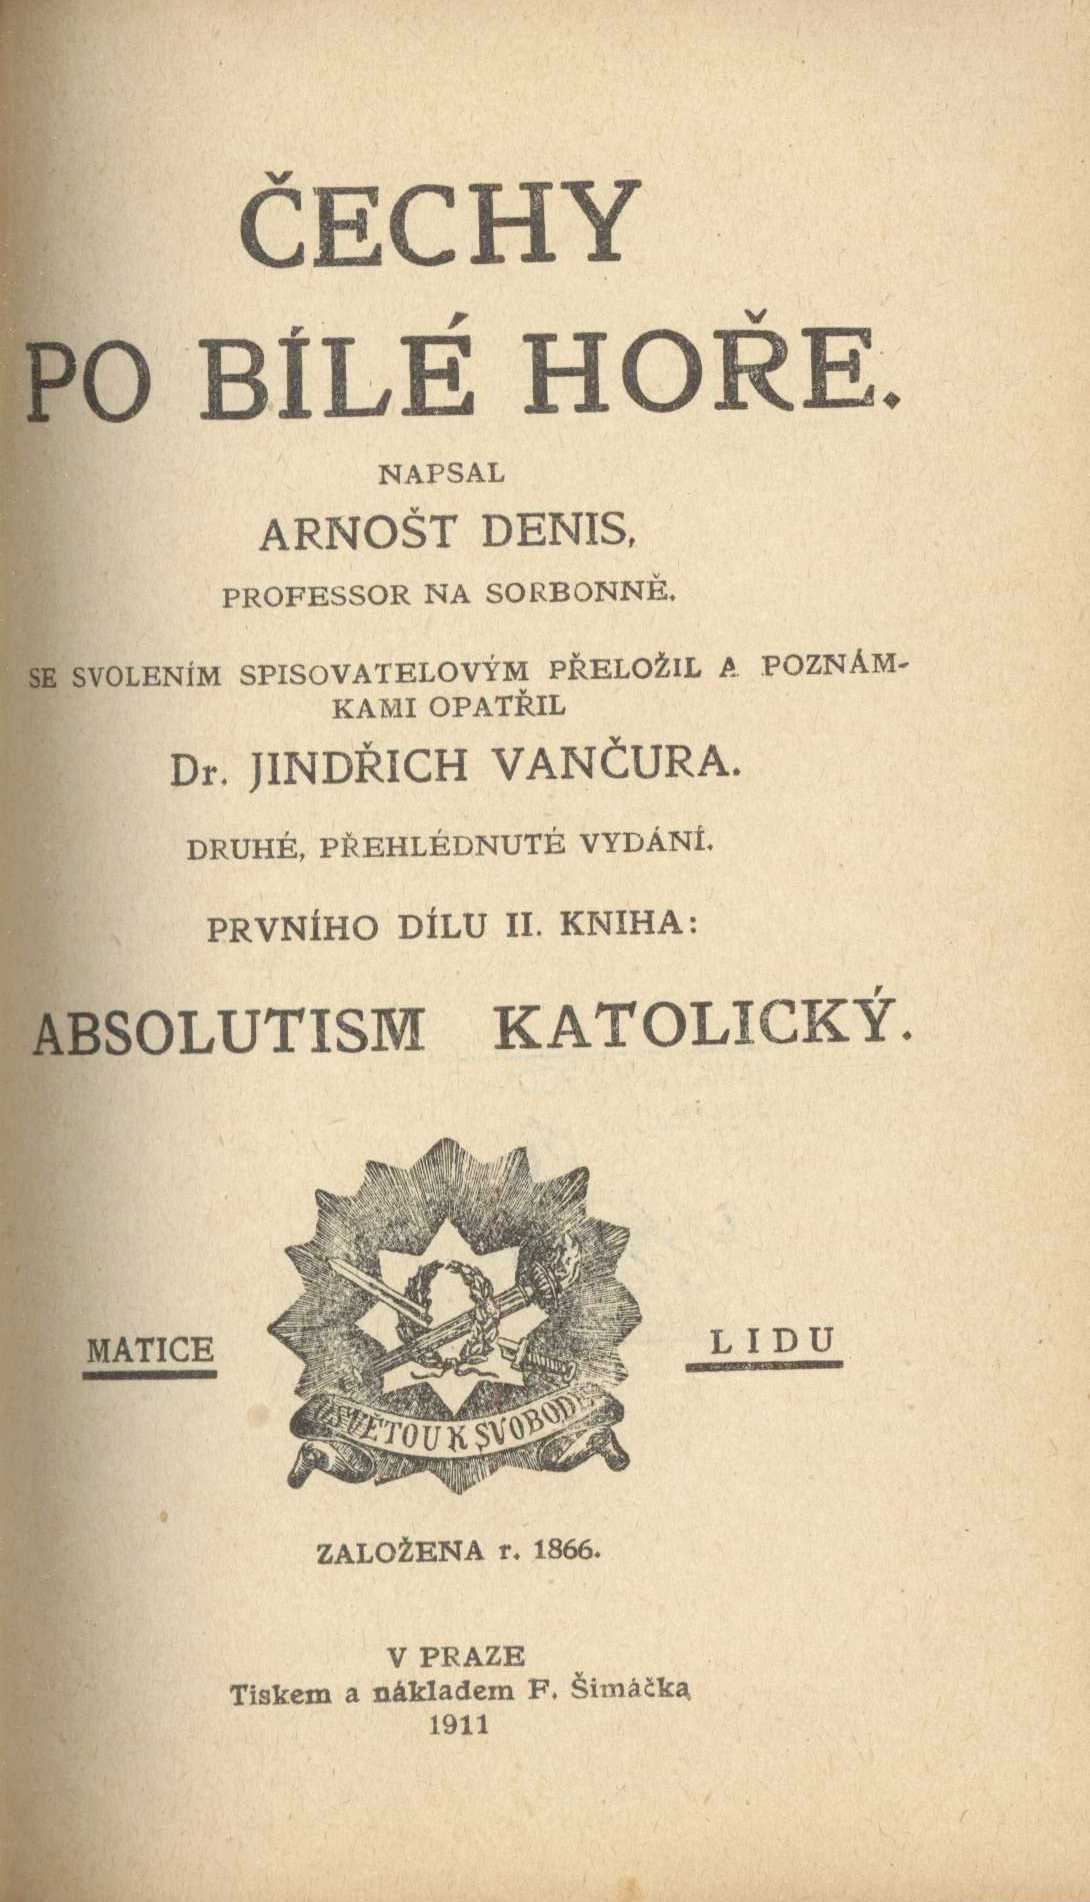 ČECHY
PO BÍLÉ HOŘE.
NAPSAL
ARNOŠT DENIS,
PROFESSOR NA SORBONNĚ.
SE SVOLENÍM SPISOVATELOVÝM PŘELOŽIL A POZNÁM-
KAMI OPATŘIL
Dr. JINDŘICH VANČURA.
DRUHÉ, PŘEHLÉDNUTÉ VYDÁNÍ.
PRVNÍHO DÍLU II. KNIHA:
ABSOLUTISM KATOLICKÝ.
MATICE LIDU
OSVĚTOU K SVOBODĚ
ZALOŽENA r. 1866.
V PRAZE
Tiskem a nákladem F. Šimáčka
1911